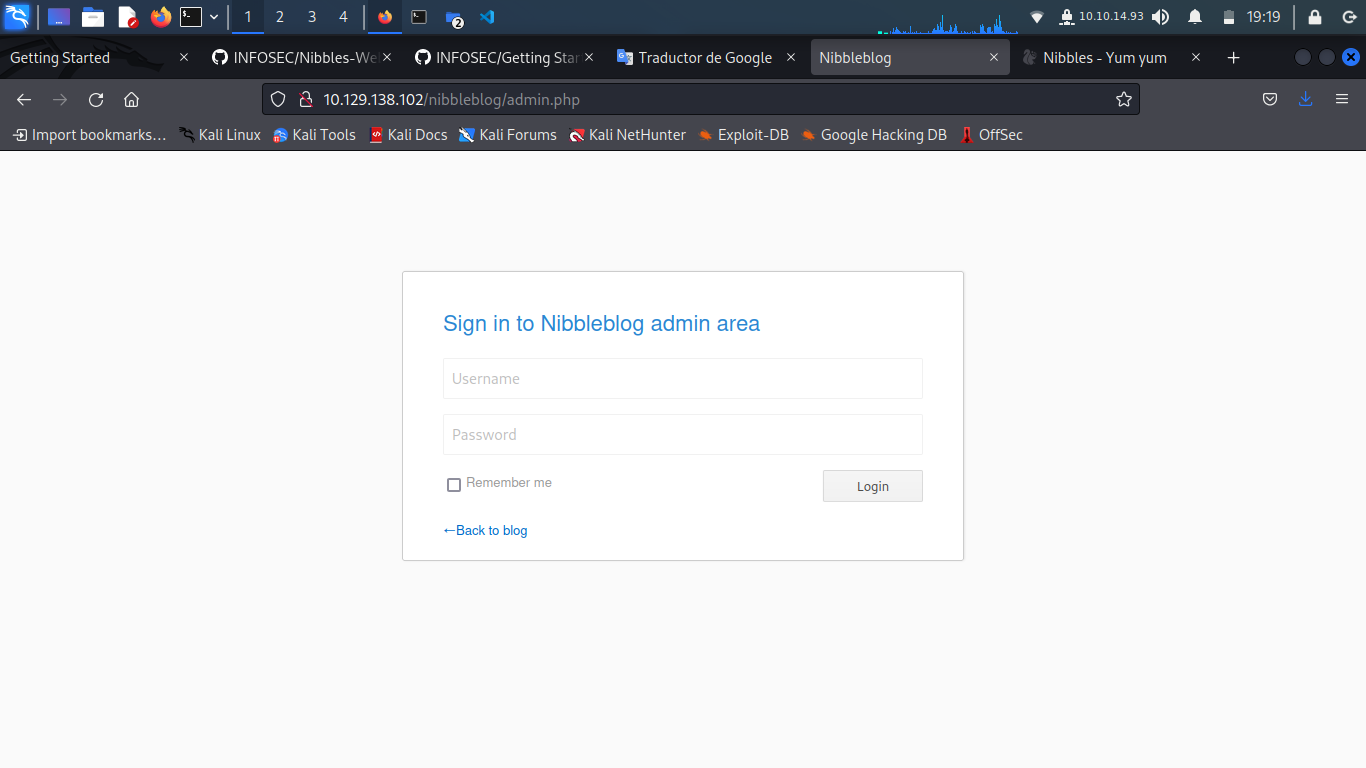 1 2 3 4 2 10.10.14.93 19:19
Getting Started INFOSEC/Nibbles-We INFOSEC/Getting Star Traductor de Google Nibbleblog Nibbles - Yum yum
10.129.138.102/nibbleblog/admin.php
Import bookmarks... Kali Linux Kali Tools Kali Docs Kali Forums Kali NetHunter Exploit-DB Google Hacking DB OffSec
Sign in to Nibbleblog admin area
Username
Password
Remember me Login
←Back to blog